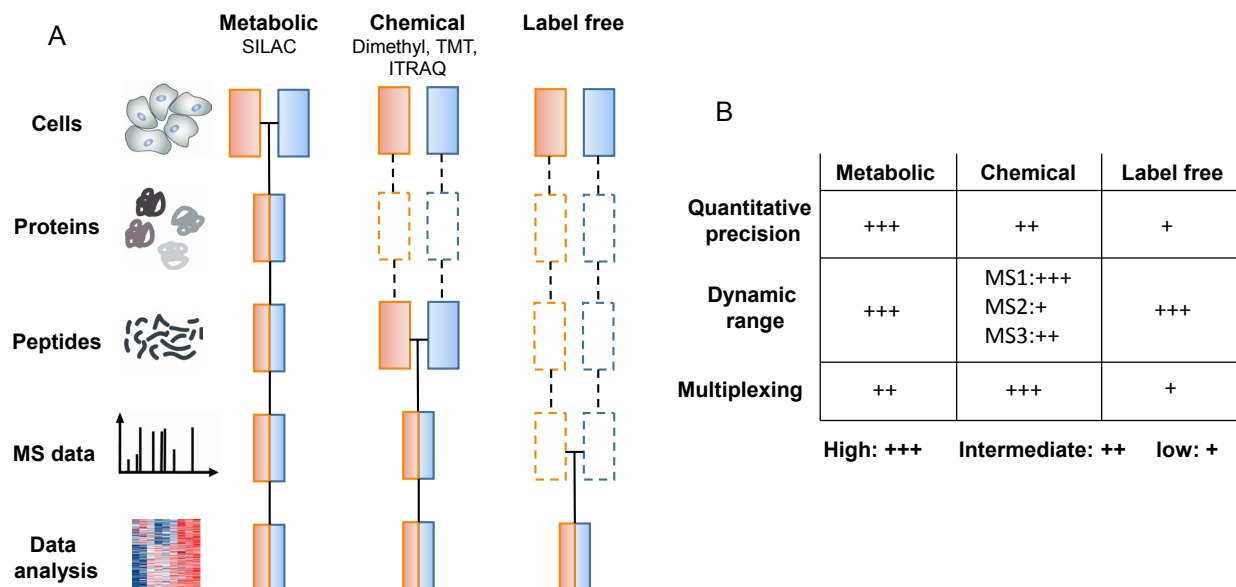 A
Metabolic
SILAC
Chemical
Dimethyl, TMT,
ITRAQ
Label free
Cells
Proteins
Peptides
MS data
Data
analysis
B
Metabolic Chemical Label free
Quantitative
precision
+++ ++ +
Dynamic
range
+++
MS1:+++
MS2:+
MS3:++
+++
Multiplexing ++ +++ +
High: +++ Intermediate: ++ low: +